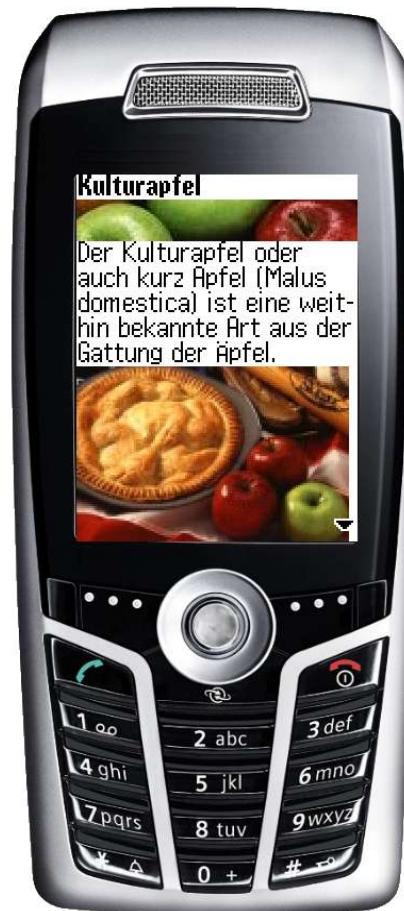 Kulturapfel
Der Kulturapfel oder
auch kurz Apfel (Malus
domestica) ist eine weit-
hin bekannte Art aus der
Gattung der Äpfel.
1
2 abc
3 def
4 ghi
5 jkl
6 mno
7 pqrs
8 tuv
9 wxyz
*
0 +
#